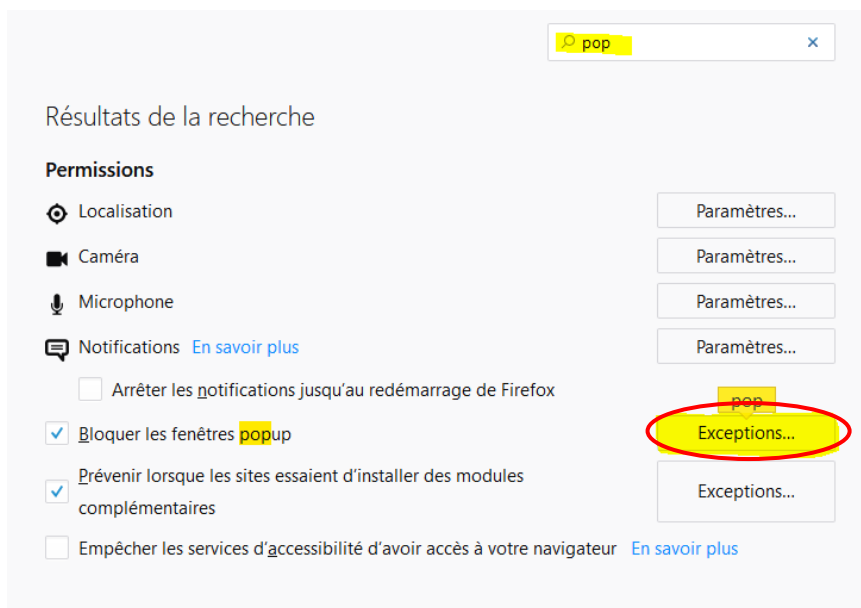 pop
Résultats de la recherche
Permissions
Localisation Paramètres...
Caméra Paramètres...
Microphone Paramètres...
Notifications En savoir plus Paramètres...
Arrêter les notifications jusqu'au redémarrage de Firefox
pop
Bloquer les fenêtres popup Exceptions...
Prévenir lorsque les sites essaient d'installer des modules
complémentaires Exceptions...
Empêcher les services d'accessibilité d'avoir accès à votre navigateur En savoir plus